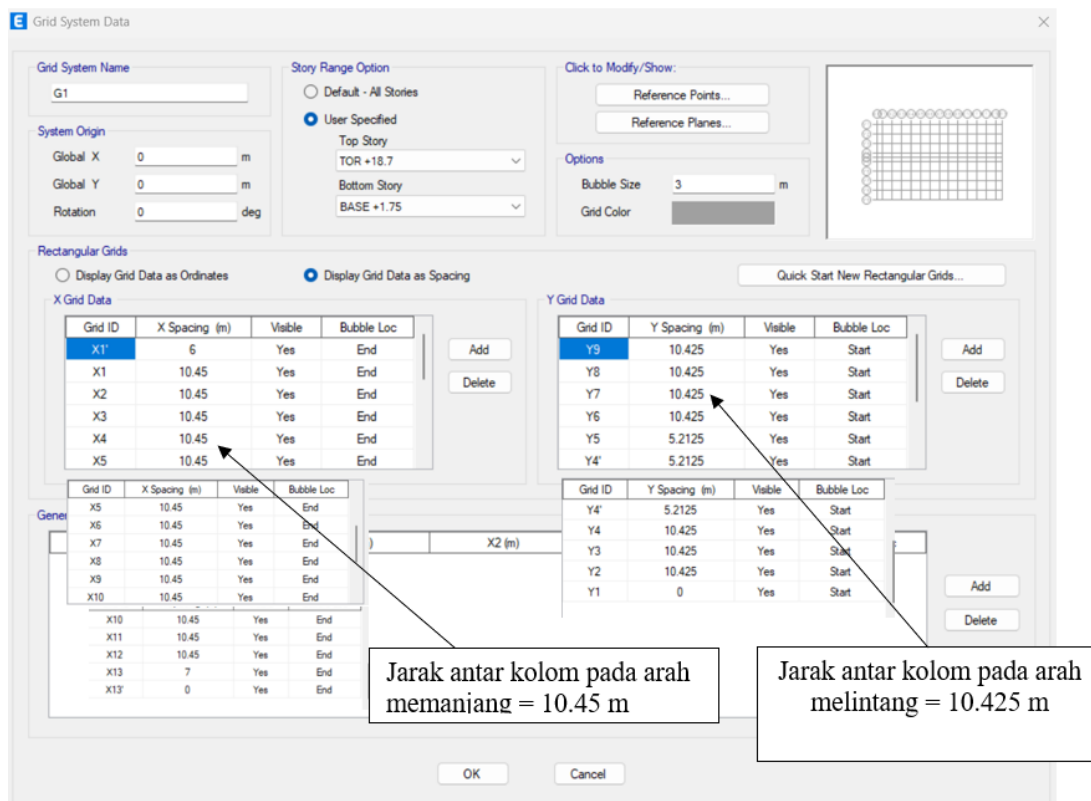 E Grid System Data
Grid System Name
G1
System Origin
Global X 0 m
Global Y 0 m
Rotation 0 deg
Story Range Option
Default - All Stories
User Specified
Top Story
TOR +18.7
Bottom Story
BASE +1.75
Click to Modify/Show:
Reference Points...
Reference Planes...
Options
Bubble Size 3 m
Grid Color
Rectangular Grids
Display Grid Data as Ordinates
Display Grid Data as Spacing
Quick Start New Rectangular Grids...
X Grid Data
Grid ID X Spacing (m) Visible Bubble Loc
X1' 6 Yes End
X1 10.45 Yes End
X2 10.45 Yes End
X3 10.45 Yes End
X4 10.45 Yes End
X5 10.45 Yes End
Add
Delete
Grid ID X Spacing (m) Visible Bubble Loc
X5 10.45 Yes End
X6 10.45 Yes End
X7 10.45 Yes End
X8 10.45 Yes End
X9 10.45 Yes End
X10 10.45 Yes End
X10 10.45 Yes End
X11 10.45 Yes End
X12 10.45 Yes End
X13 7 Yes End
X13' 0 Yes End
Y Grid Data
Grid ID Y Spacing (m) Visible Bubble Loc
Y9 10.425 Yes Start
Y8 10.425 Yes Start
Y7 10.425 Yes Start
Y6 10.425 Yes Start
Y5 5.2125 Yes Start
Y4' 5.2125 Yes Start
Add
Delete
Grid ID Y Spacing (m) Visible Bubble Loc
Y4' 5.2125 Yes Start
Y4 10.425 Yes Start
Y3 10.425 Yes Start
Y2 10.425 Yes Start
Y1 0 Yes Start
Gener
X2 (m)
Add
Delete
Jarak antar kolom pada arah
memanjang = 10.45 m
Jarak antar kolom pada arah
melintang = 10.425 m
OK
Cancel